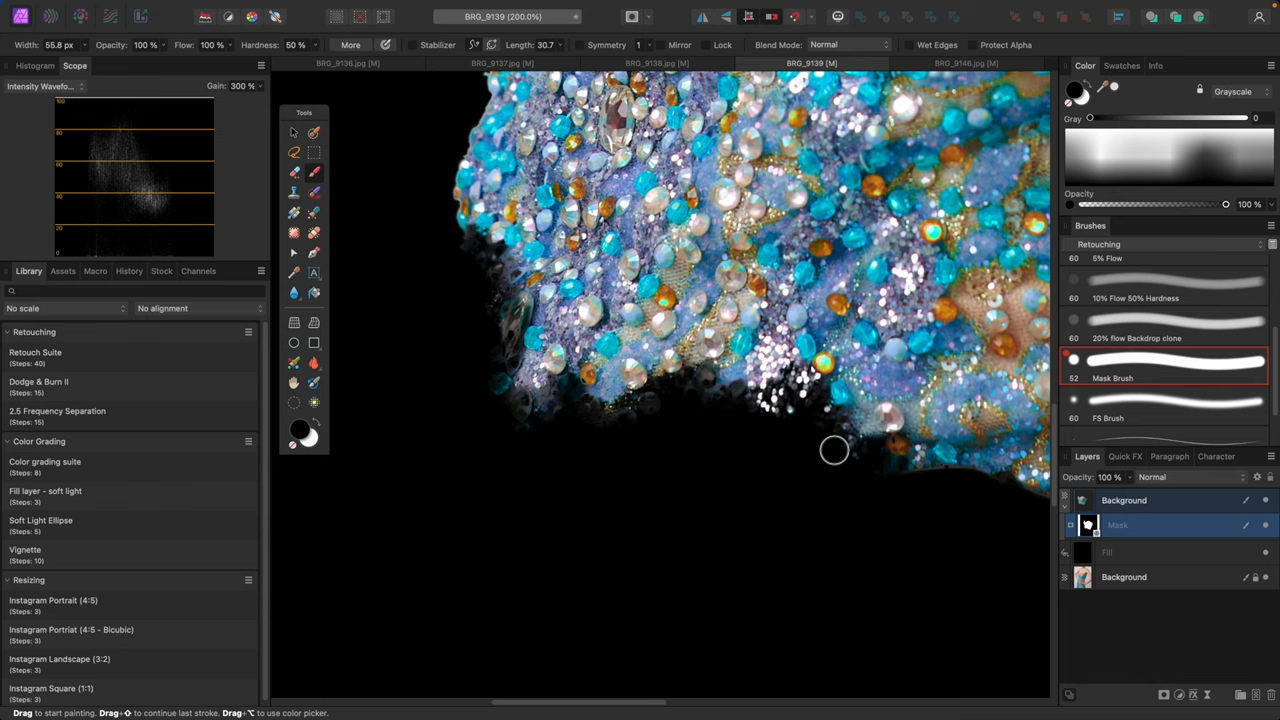 BRG_9139 (200.0%)
Width: 55.8 px Opacity: 100 % Flow: 100 % Hardness: 50 % More Stabilizer Length: 30.7 Symmetry 1 Mirror Lock Blend Mode: Normal Wet Edges Protect Alpha
Histogram Scope
Intensity Wavefo... Gain: 300 %
100
80
60
40
20
0
BRG_9136.jpg [M] BRG_9137.jpg [M] BRG_9138.jpg [M] BRG_9139 [M] BRG_9146.jpg [M]
Tools
Library Assets Macro History Stock Channels
No scale No alignment
Retouching
Retouch Suite
(Steps: 40)
Dodge & Burn II
(Steps: 15)
2.5 Frequency Separation
(Steps: 15)
Color Grading
Color grading suite
(Steps: 8)
Fill layer - soft light
(Steps: 3)
Soft Light Ellipse
(Steps: 5)
Vignette
(Steps: 10)
Resizing
Instagram Portrait (4:5)
(Steps: 3)
Instagram Portriat (4:5 - Bicubic)
(Steps: 3)
Instagram Landscape (3:2)
(Steps: 3)
Instagram Square (1:1)
(Steps: 3)
Drag to start painting. Drag+⇧ to continue last stroke. Drag+⌥ to use color picker.
Color Swatches Info
Grayscale
Gray 0
Opacity
100 %
Brushes
Retouching
60 5% Flow
60 10% Flow 50% Hardness
60 20% flow Backdrop clone
52 Mask Brush
60 FS Brush
Layers Quick FX Paragraph Character
Opacity: 100 % Normal
Background
Mask
Fill
Background